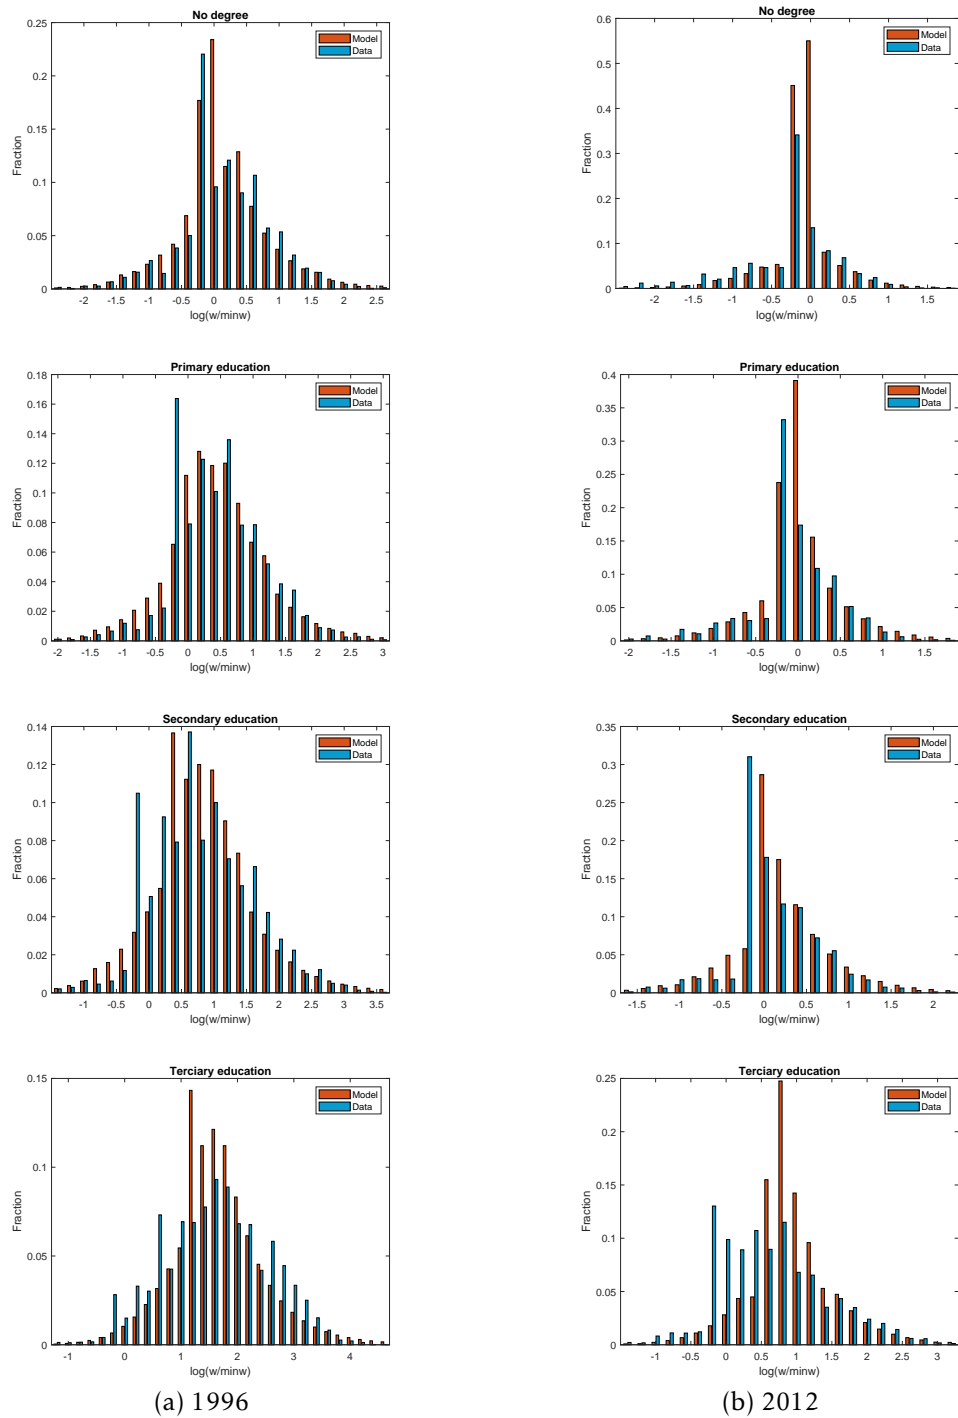 No degree
0.25
0.2
0.15
0.1
0.05
0
Fraction
Model
Data
-2 -1.5 -1 -0.5 0 0.5 1 1.5 2 2.5
log(w/minw)
No degree
0.6
0.5
0.4
0.3
0.2
0.1
0
Fraction
Model
Data
-2 -1.5 -1 -0.5 0 0.5 1 1.5
log(w/minw)
Primary education
0.18
0.16
0.14
0.12
0.1
0.08
0.06
0.04
0.02
0
Fraction
Model
Data
-2 -1.5 -1 -0.5 0 0.5 1 1.5 2 2.5 3
log(w/minw)
Primary education
0.4
0.35
0.3
0.25
0.2
0.15
0.1
0.05
0
Fraction
Model
Data
-2 -1.5 -1 -0.5 0 0.5 1 1.5
log(w/minw)
Secondary education
0.14
0.12
0.1
0.08
0.06
0.04
0.02
0
Fraction
Model
Data
-1 -0.5 0 0.5 1 1.5 2 2.5 3 3.5
log(w/minw)
Secondary education
0.35
0.3
0.25
0.2
0.15
0.1
0.05
0
Fraction
Model
Data
-1.5 -1 -0.5 0 0.5 1 1.5 2
log(w/minw)
Terciary education
0.15
0.1
0.05
0
Fraction
Model
Data
-1 0 1 2 3 4
log(w/minw)
Terciary education
0.25
0.2
0.15
0.1
0.05
0
Fraction
Model
Data
-1 -0.5 0 0.5 1 1.5 2 2.5 3
log(w/minw)
(a) 1996
(b) 2012